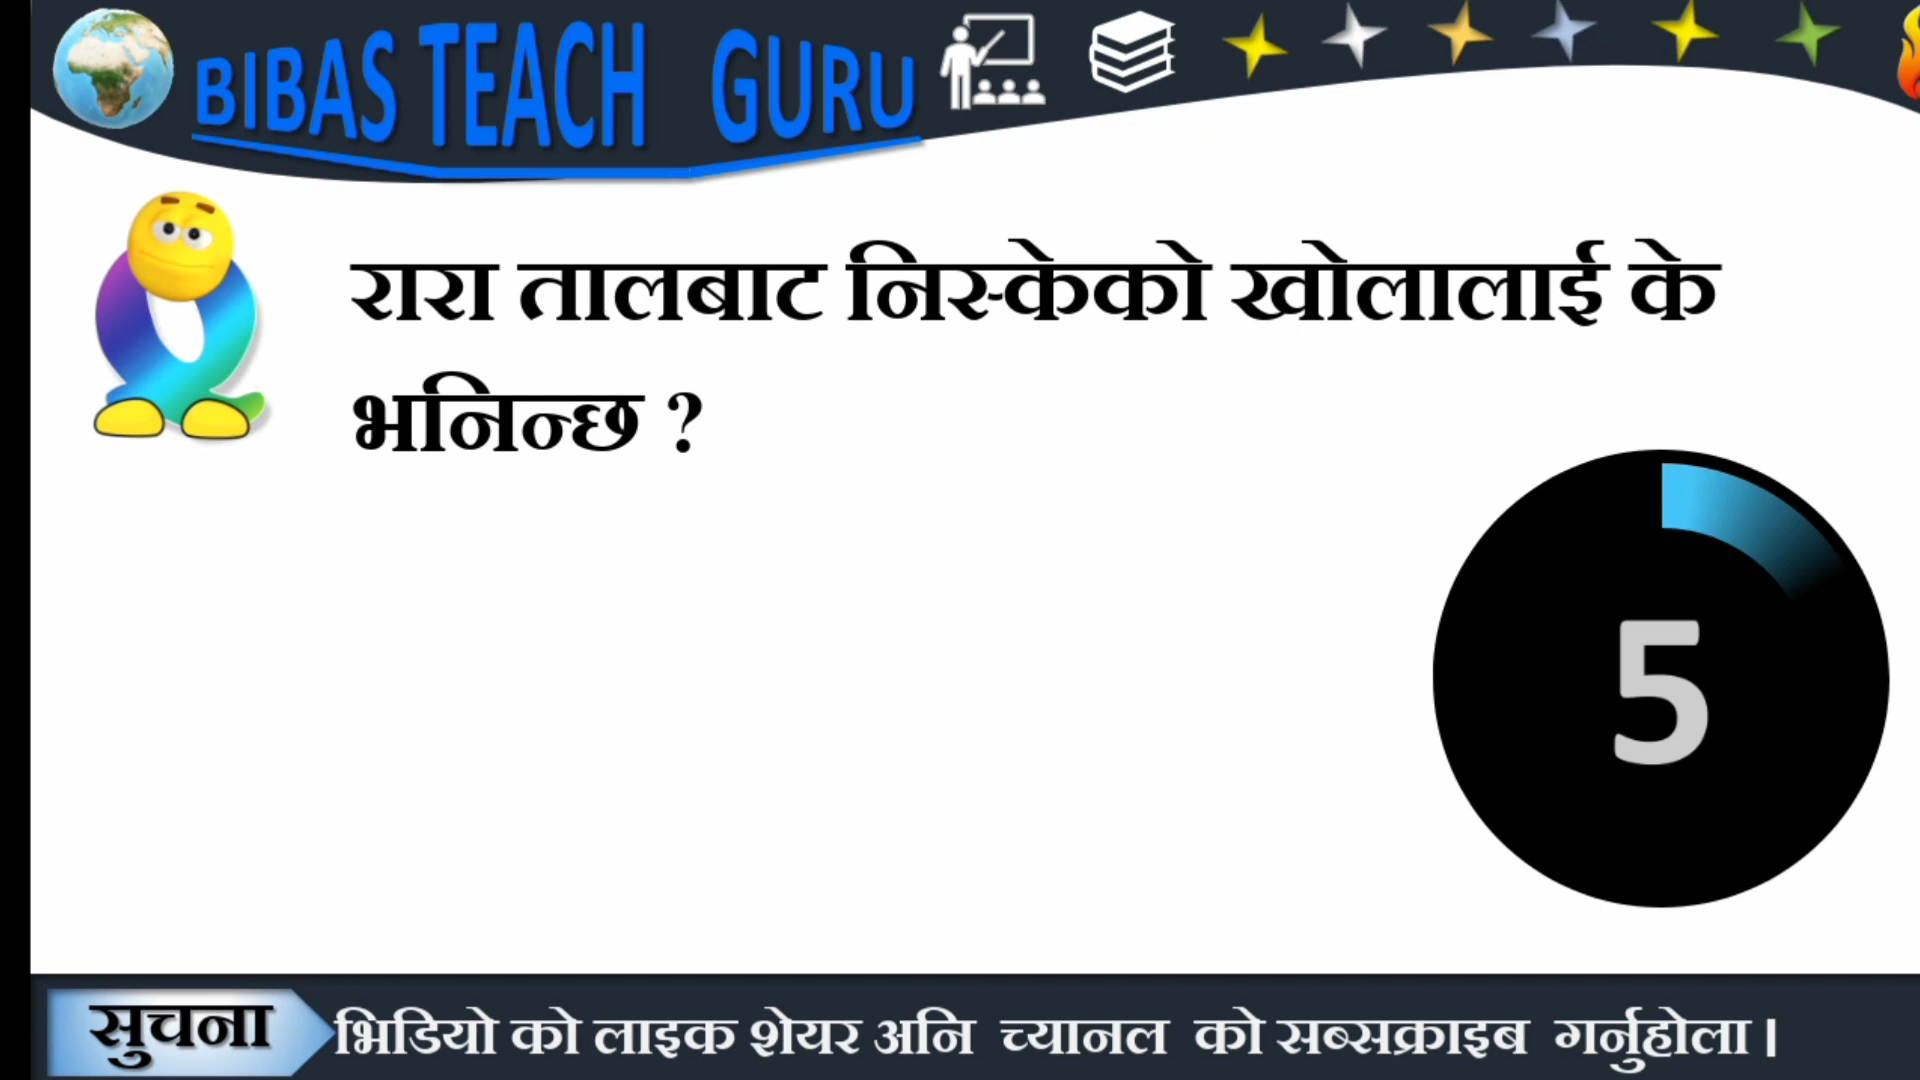 BIBAS TEACH GURU
रारा तालबाट निस्केको खोलालाई के
भनिन्छ ?
5
सुचना
भिडियो को लाइक शेयर अनि च्यानल को सब्सक्राइब गर्नुहोला।